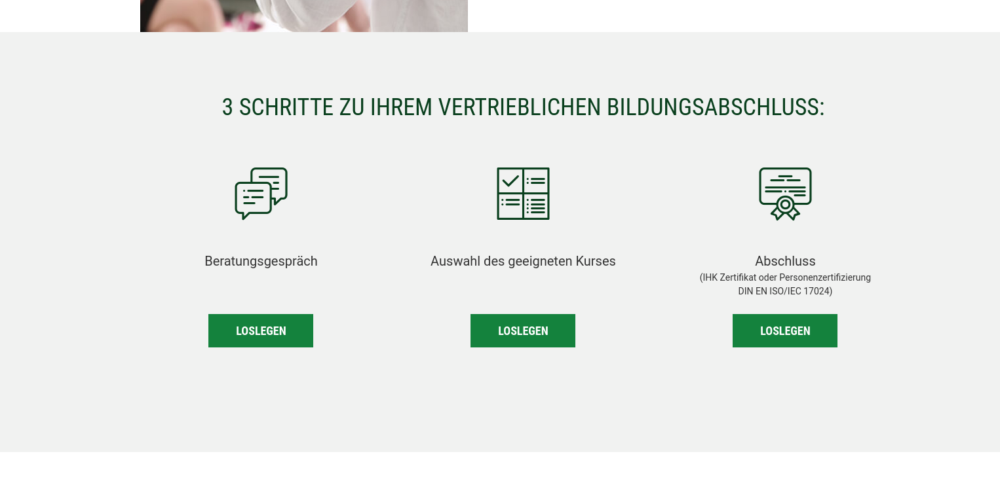 3 SCHRITTE ZU IHREM VERTRIEBLICHEN BILDUNGSABSCHLUSS:
Beratungsgespräch
LOSLEGEN
Auswahl des geeigneten Kurses
LOSLEGEN
Abschluss
(IHK Zertifikat oder Personenzertifizierung
DIN EN ISO/IEC 17024)
LOSLEGEN